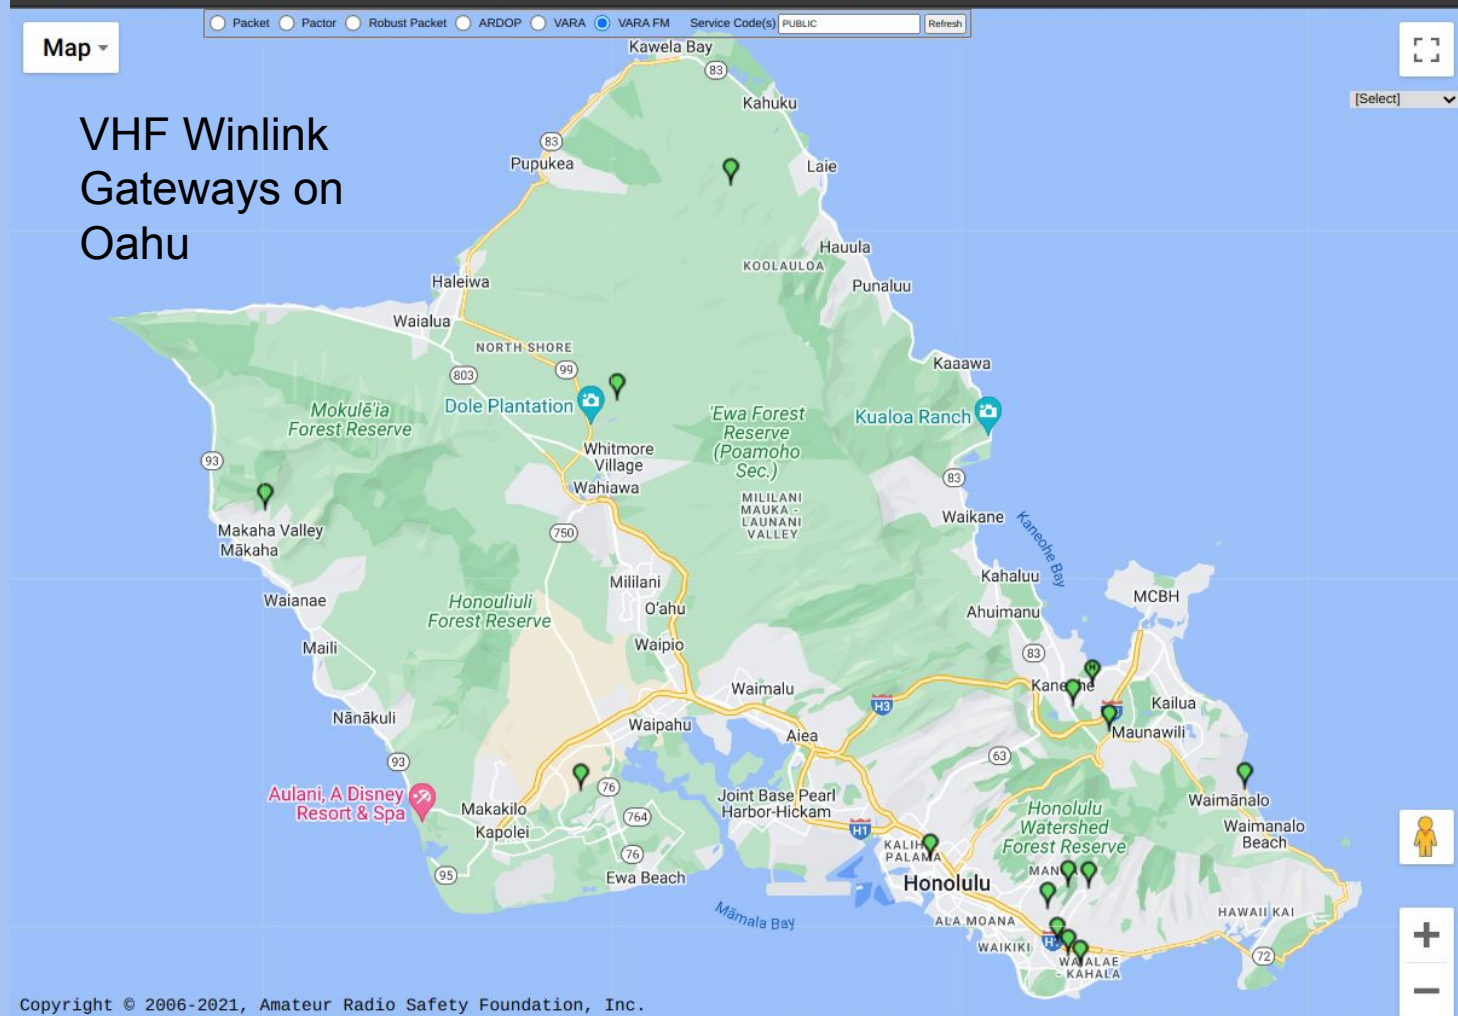 Packet Pactor Robust Packet ARDOP VARA VARA FM Service Code(s) PUBLIC Refresh
Map
[Select]
VHF Winlink
Gateways on
Oahu
Kawela Bay
83
Kahuku
83
Pupukea
Laie
Hauula
KOOLAULOA
Haleiwa
Punaluu
Waialua
NORTH SHORE
Kaaawa
99
803
Dole Plantation
Mokulē'ia
Forest Reserve
'Ewa Forest
Reserve
(Poamoho
Sec.)
Kualoa Ranch
Whitmore
Village
93
83
Wahiawa
MILILANI
MAUKA -
LAUNANI
VALLEY
Waikane
Kaneohe Bay
Makaha Valley
Mākaha
750
Mililani
Kahaluu
MCBH
Waianae
Honouliuli
Forest Reserve
O'ahu
Ahuimanu
Maili
Waipio
83
H
Waimalu
H3
Kailua
Nānākuli
Waipahu
Aiea
Maunawili
93
63
76
Aulani, A Disney
Resort & Spa
Makakilo
Kapolei
764
Joint Base Pearl
Harbor-Hickam
H1
Honolulu
Watershed
Forest Reserve
Waimānalo
Waimanalo
Beach
76
PALAMA
95
Ewa Beach
Honolulu
Māmala Bay
ALA MOANA
HAWAII KAI
WAIKIKI
72
- KAHALA
Copyright © 2006-2021, Amateur Radio Safety Foundation, Inc.